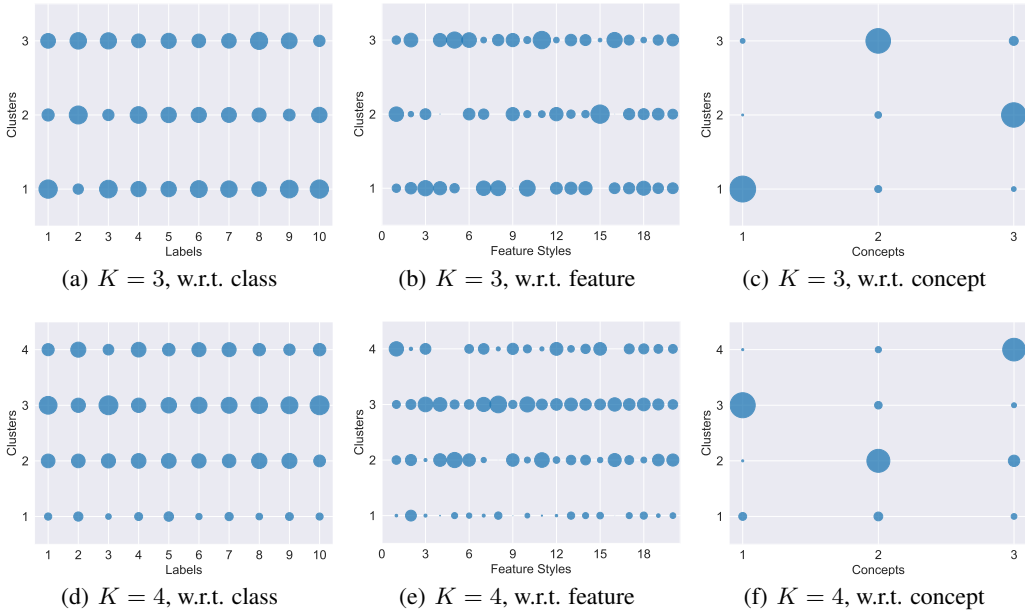 3
2
1
Clusters
1 2 3 4 5 6 7 8 9 10
Labels
(a) K = 3, w.r.t. class
3
2
1
Clusters
0 3 6 9 12 15 18
Feature Styles
(b) K = 3, w.r.t. feature
3
2
1
Clusters
1 2 3
Concepts
(c) K = 3, w.r.t. concept
4
3
2
1
Clusters
1 2 3 4 5 6 7 8 9 10
Labels
(d) K = 4, w.r.t. class
4
3
2
1
Clusters
0 3 6 9 12 15 18
Feature Styles
(e) K = 4, w.r.t. feature
4
3
2
1
Clusters
1 2 3
Concepts
(f) K = 4, w.r.t. concept